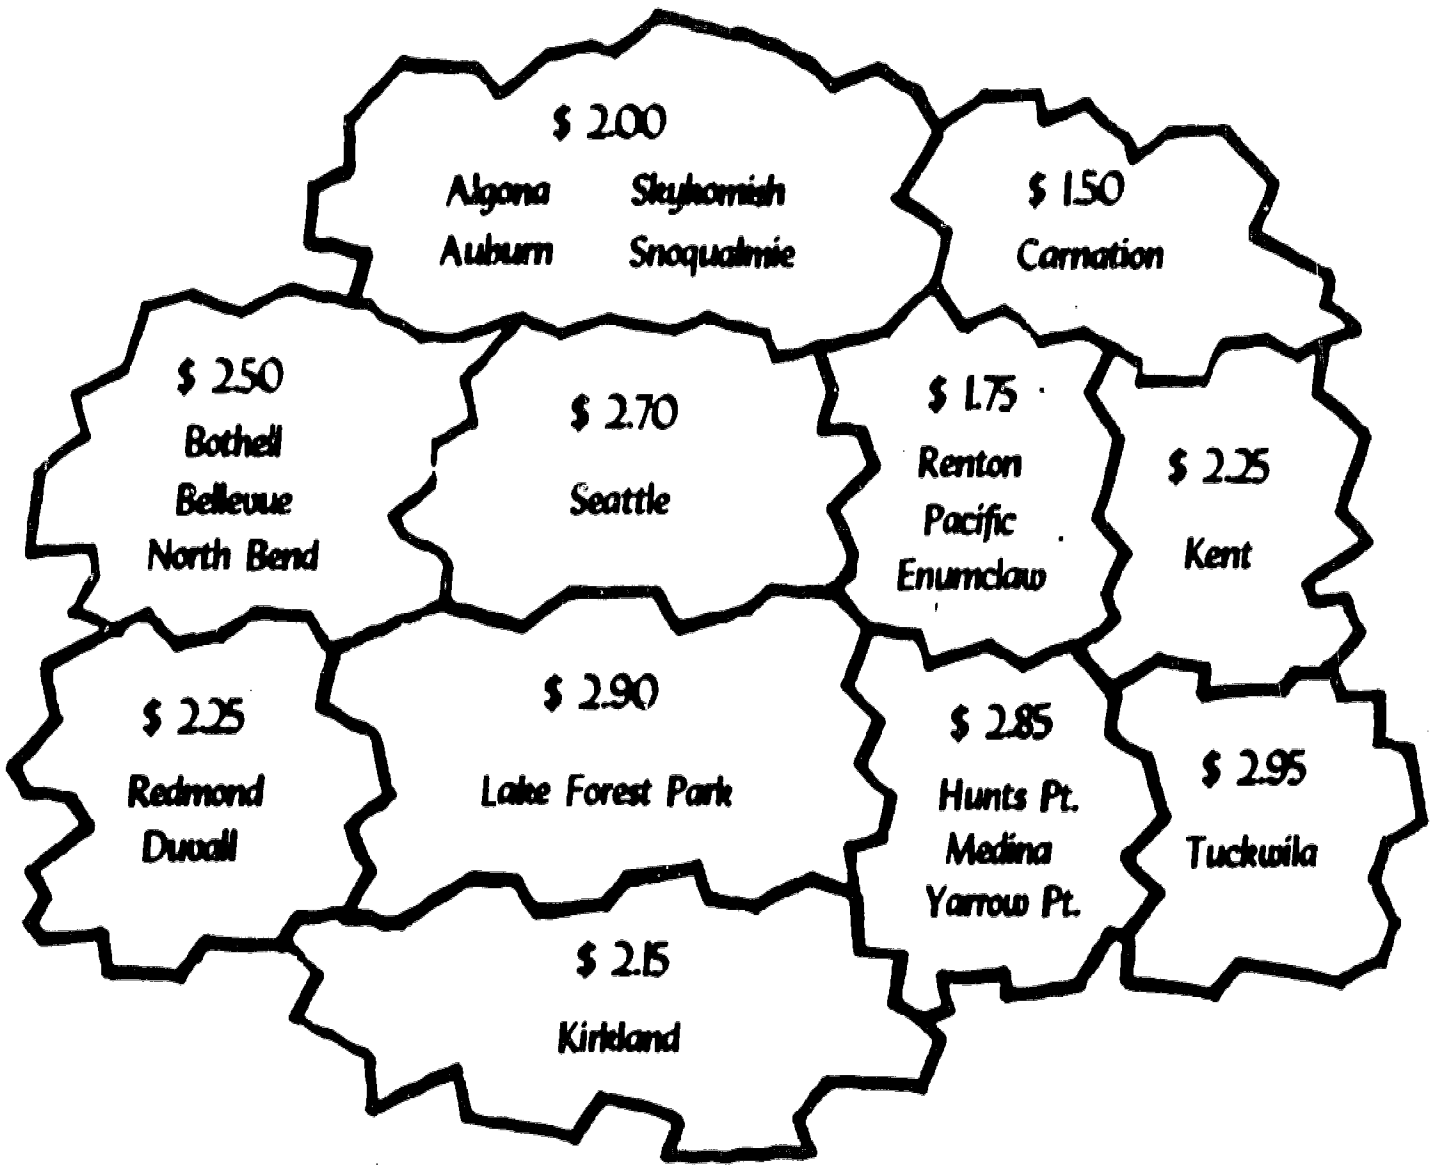 $ 2.00
Algona Skykomish
Auburn Snoqualmie
$ 1.50
Carnation
$ 2.50
Bothell
Bellevue
North Bend
$ 2.70
Seattle
$ 1.75
Renton
Pacific
Enumclaw
$ 2.25
Kent
$ 2.25
Redmond
Duvall
$ 2.90
Lake Forest Park
$ 2.85
Hunts Pt.
Medina
Yarrow Pt.
$ 2.95
Tuckwila
$ 2.15
Kirkland